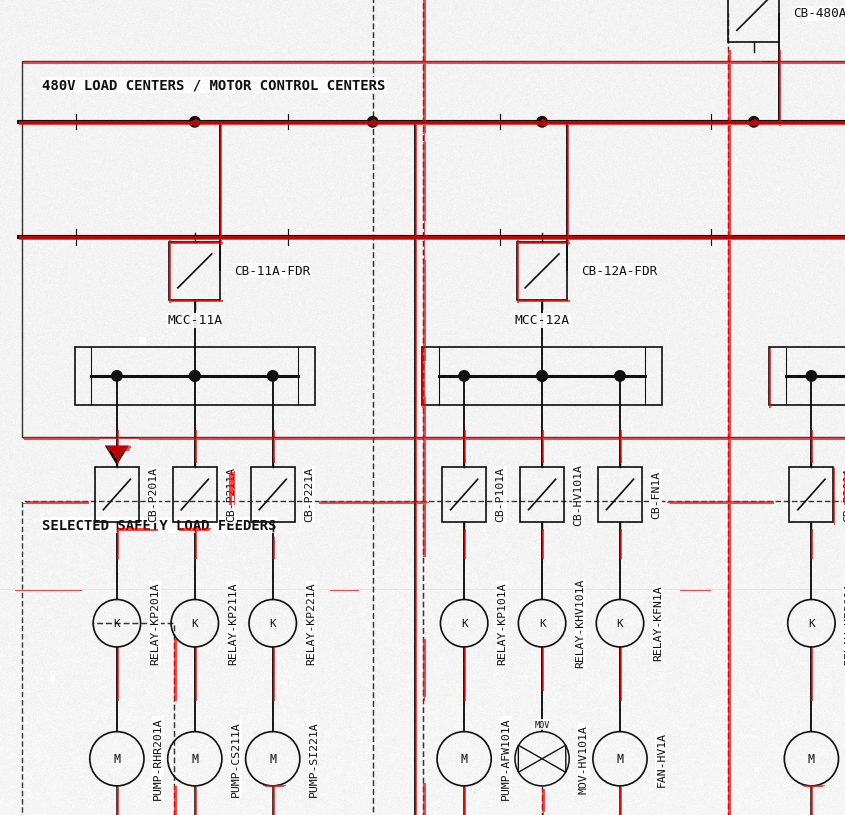 CB-480A
480V LOAD CENTERS / MOTOR CONTROL CENTERS
CB-11A-FDR
CB-12A-FDR
MCC-11A
MCC-12A
CB-P201A
CB-P211A
CB-P221A
CB-P101A
CB-HV101A
CB-FN1A
SELECTED SAFETY LOAD FEEDERS
K
RELAY-KP201A
K
RELAY-KP211A
K
RELAY-KP221A
K
RELAY-KP101A
K
RELAY-KHV101A
K
RELAY-KFN1A
K
MOV
M
PUMP-RHR201A
M
PUMP-CS211A
M
PUMP-SI221A
M
PUMP-AFW101A
MOV-HV101A
M
FAN-HV1A
M